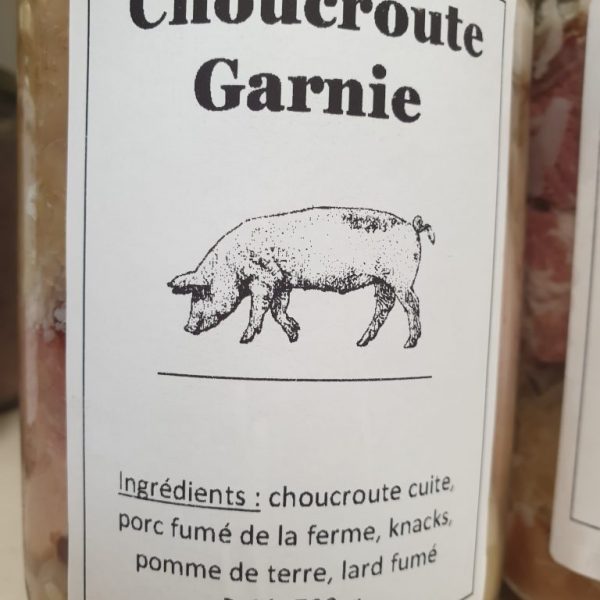 Choucroute
Garnie
Ingrédients : choucroute cuite,
porc fumé de la ferme, knacks,
pomme de terre, lard fumé